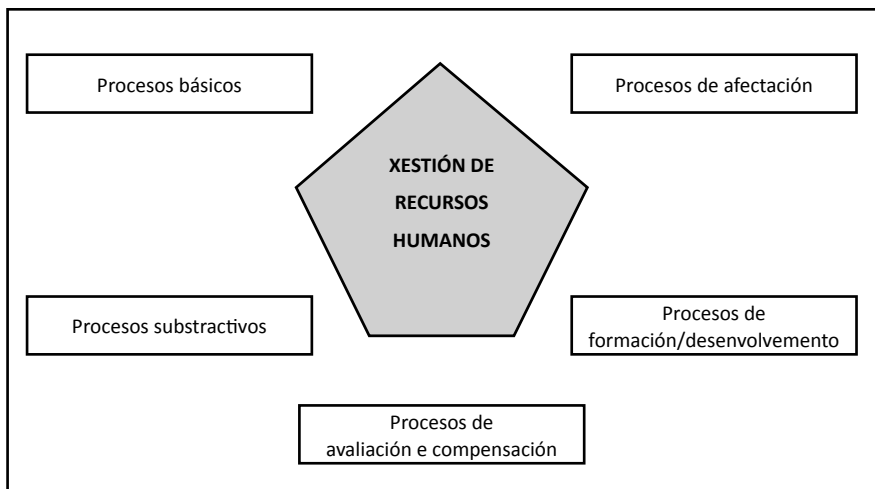 Procesos básicos
Procesos de afectación
XESTIÓN DE
RECURSOS
HUMANOS
Procesos substractivos
Procesos de
formación/desenvolvemento
Procesos de
avaliación e compensación